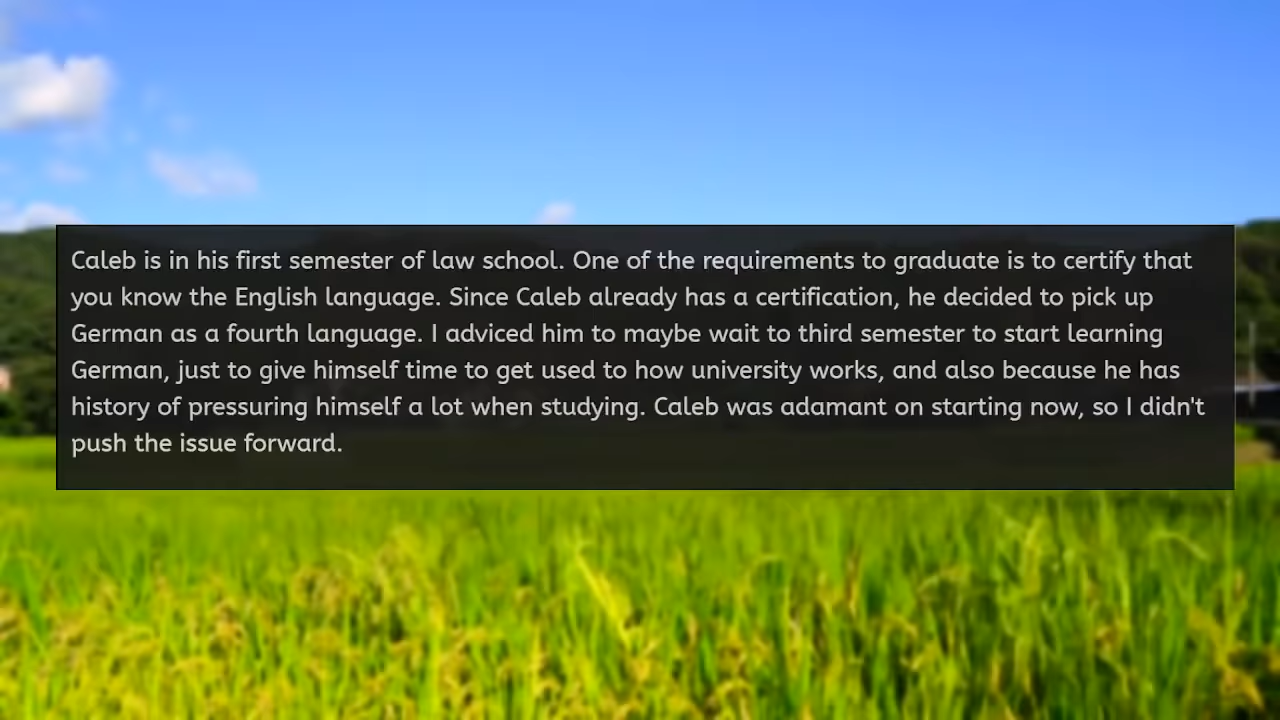 Caleb is in his first semester of law school. One of the requirements to graduate is to certify that
you know the English language. Since Caleb already has a certification, he decided to pick up
German as a fourth language. I adviced him to maybe wait to third semester to start learning
German, just to give himself time to get used to how university works, and also because he has
history of pressuring himself a lot when studying. Caleb was adamant on starting now, so I didn't
push the issue forward.